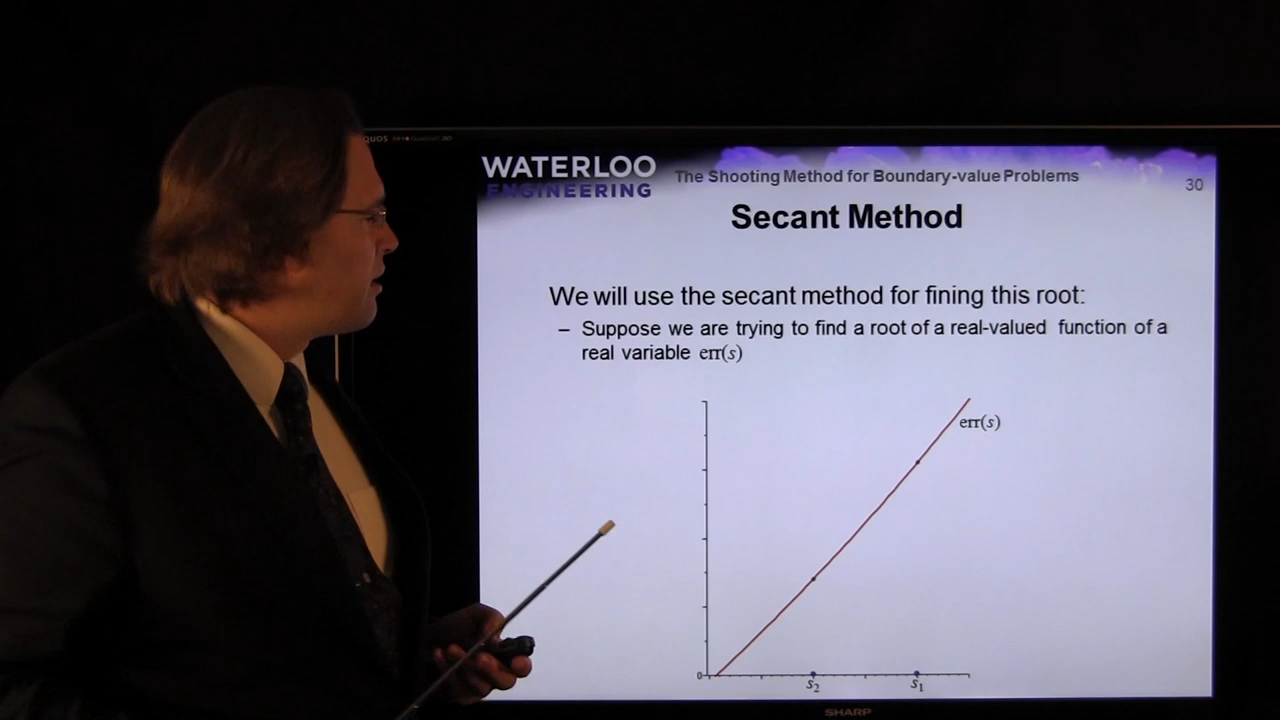 WATERLOO
ENGINEERING
The Shooting Method for Boundary-value Problems
30
Secant Method
We will use the secant method for fining this root:
– Suppose we are trying to find a root of a real-valued function of a
real variable err(s)
err(s)
0
s₂
s₁
SHARP